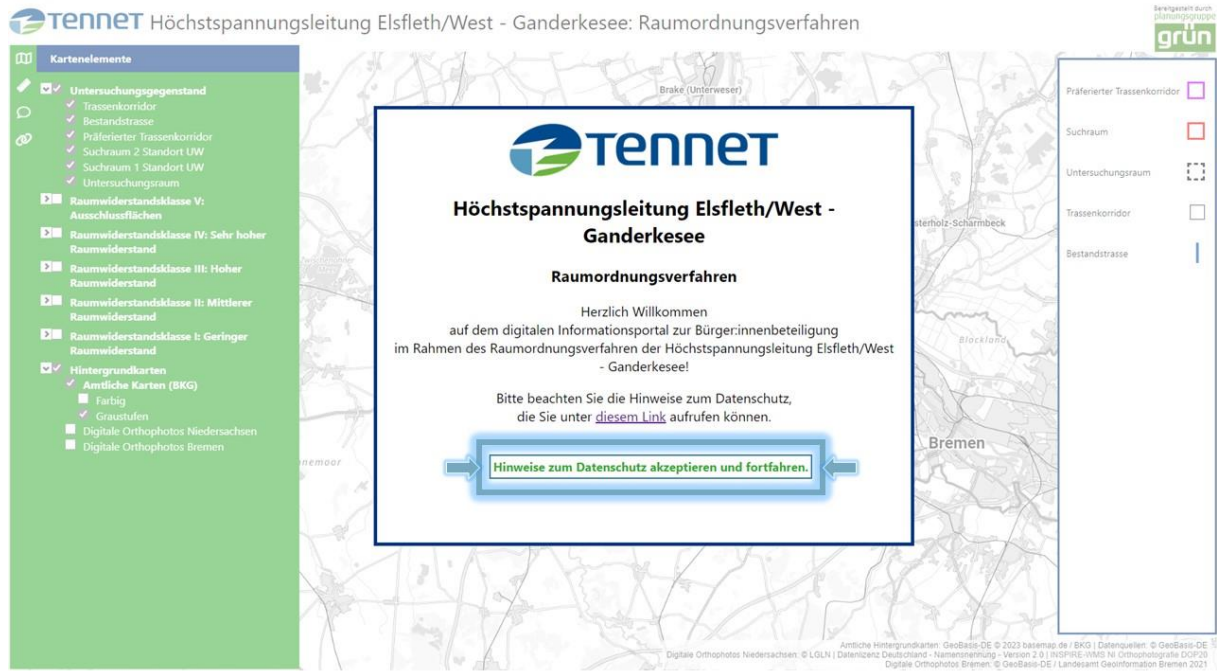 TenneT Höchstspannungsleitung Elsfleth/West - Ganderkesee: Raumordnungsverfahren
Bereitgestellt durch
planungsgruppe
grün
Kartenelemente
Untersuchungsgegenstand
Trassenkorridor
Bestandstrasse
Präferierter Trassenkorridor
Suchraum 2 Standort UW
Suchraum 1 Standort UW
Untersuchungsraum
Raumwiderstandsklasse V:
Ausschlussflächen
Raumwiderstandsklasse IV: Sehr hoher
Raumwiderstand
Raumwiderstandsklasse III: Hoher
Raumwiderstand
Raumwiderstandsklasse II: Mittlerer
Raumwiderstand
Raumwiderstandsklasse I: Geringer
Raumwiderstand
Hintergrundkarten
Amtliche Karten (BKG)
Farbig
Graustufen
Digitale Orthophotos Niedersachsen
Digitale Orthophotos Bremen
Brake (Unterweser)
TenneT
Höchstspannungsleitung Elsfleth/West -
Ganderkesee
Raumordnungsverfahren
Herzlich Willkommen
auf dem digitalen Informationsportal zur Bürger:innenbeteiligung
im Rahmen des Raumordnungsverfahren der Höchstspannungsleitung Elsfleth/West
- Ganderkesee!
Bitte beachten Sie die Hinweise zum Datenschutz,
die Sie unter diesem Link aufrufen können.
Hinweise zum Datenschutz akzeptieren und fortfahren.
sterholz-Scharmbeck
Blockland
Bremen
nemoor
Präferierter Trassenkorridor
Suchraum
Untersuchungsraum
Trassenkorridor
Bestandstrasse
Amtliche Hintergrundkarten: GeoBasis-DE © 2023 basemap.de / BKG | Datenquellen: © GeoBasis-DE
Digitale Orthophotos Niedersachsen: © LGLN | Datenlizenz Deutschland - Namensnennung - Version 2.0 | INSPIRE-WMS NI Orthophotografie DOP20
Digitale Orthophotos Bremen: © GeoBasis-DE / Landesamt GeoInformation Bremen 2021